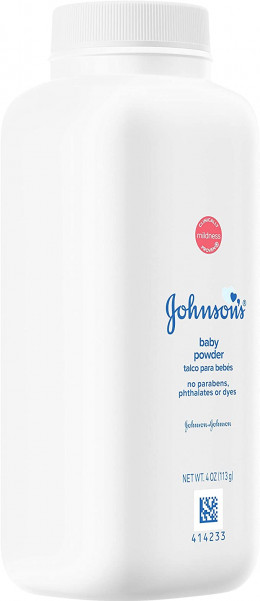 CLINICALLY
mildness
PROVEN
Johnson's®
baby
powder
talco para bebés
no parabens,
phthalates or dyes
Johnson & Johnson
NET WT. 4 OZ (113 g)
414233